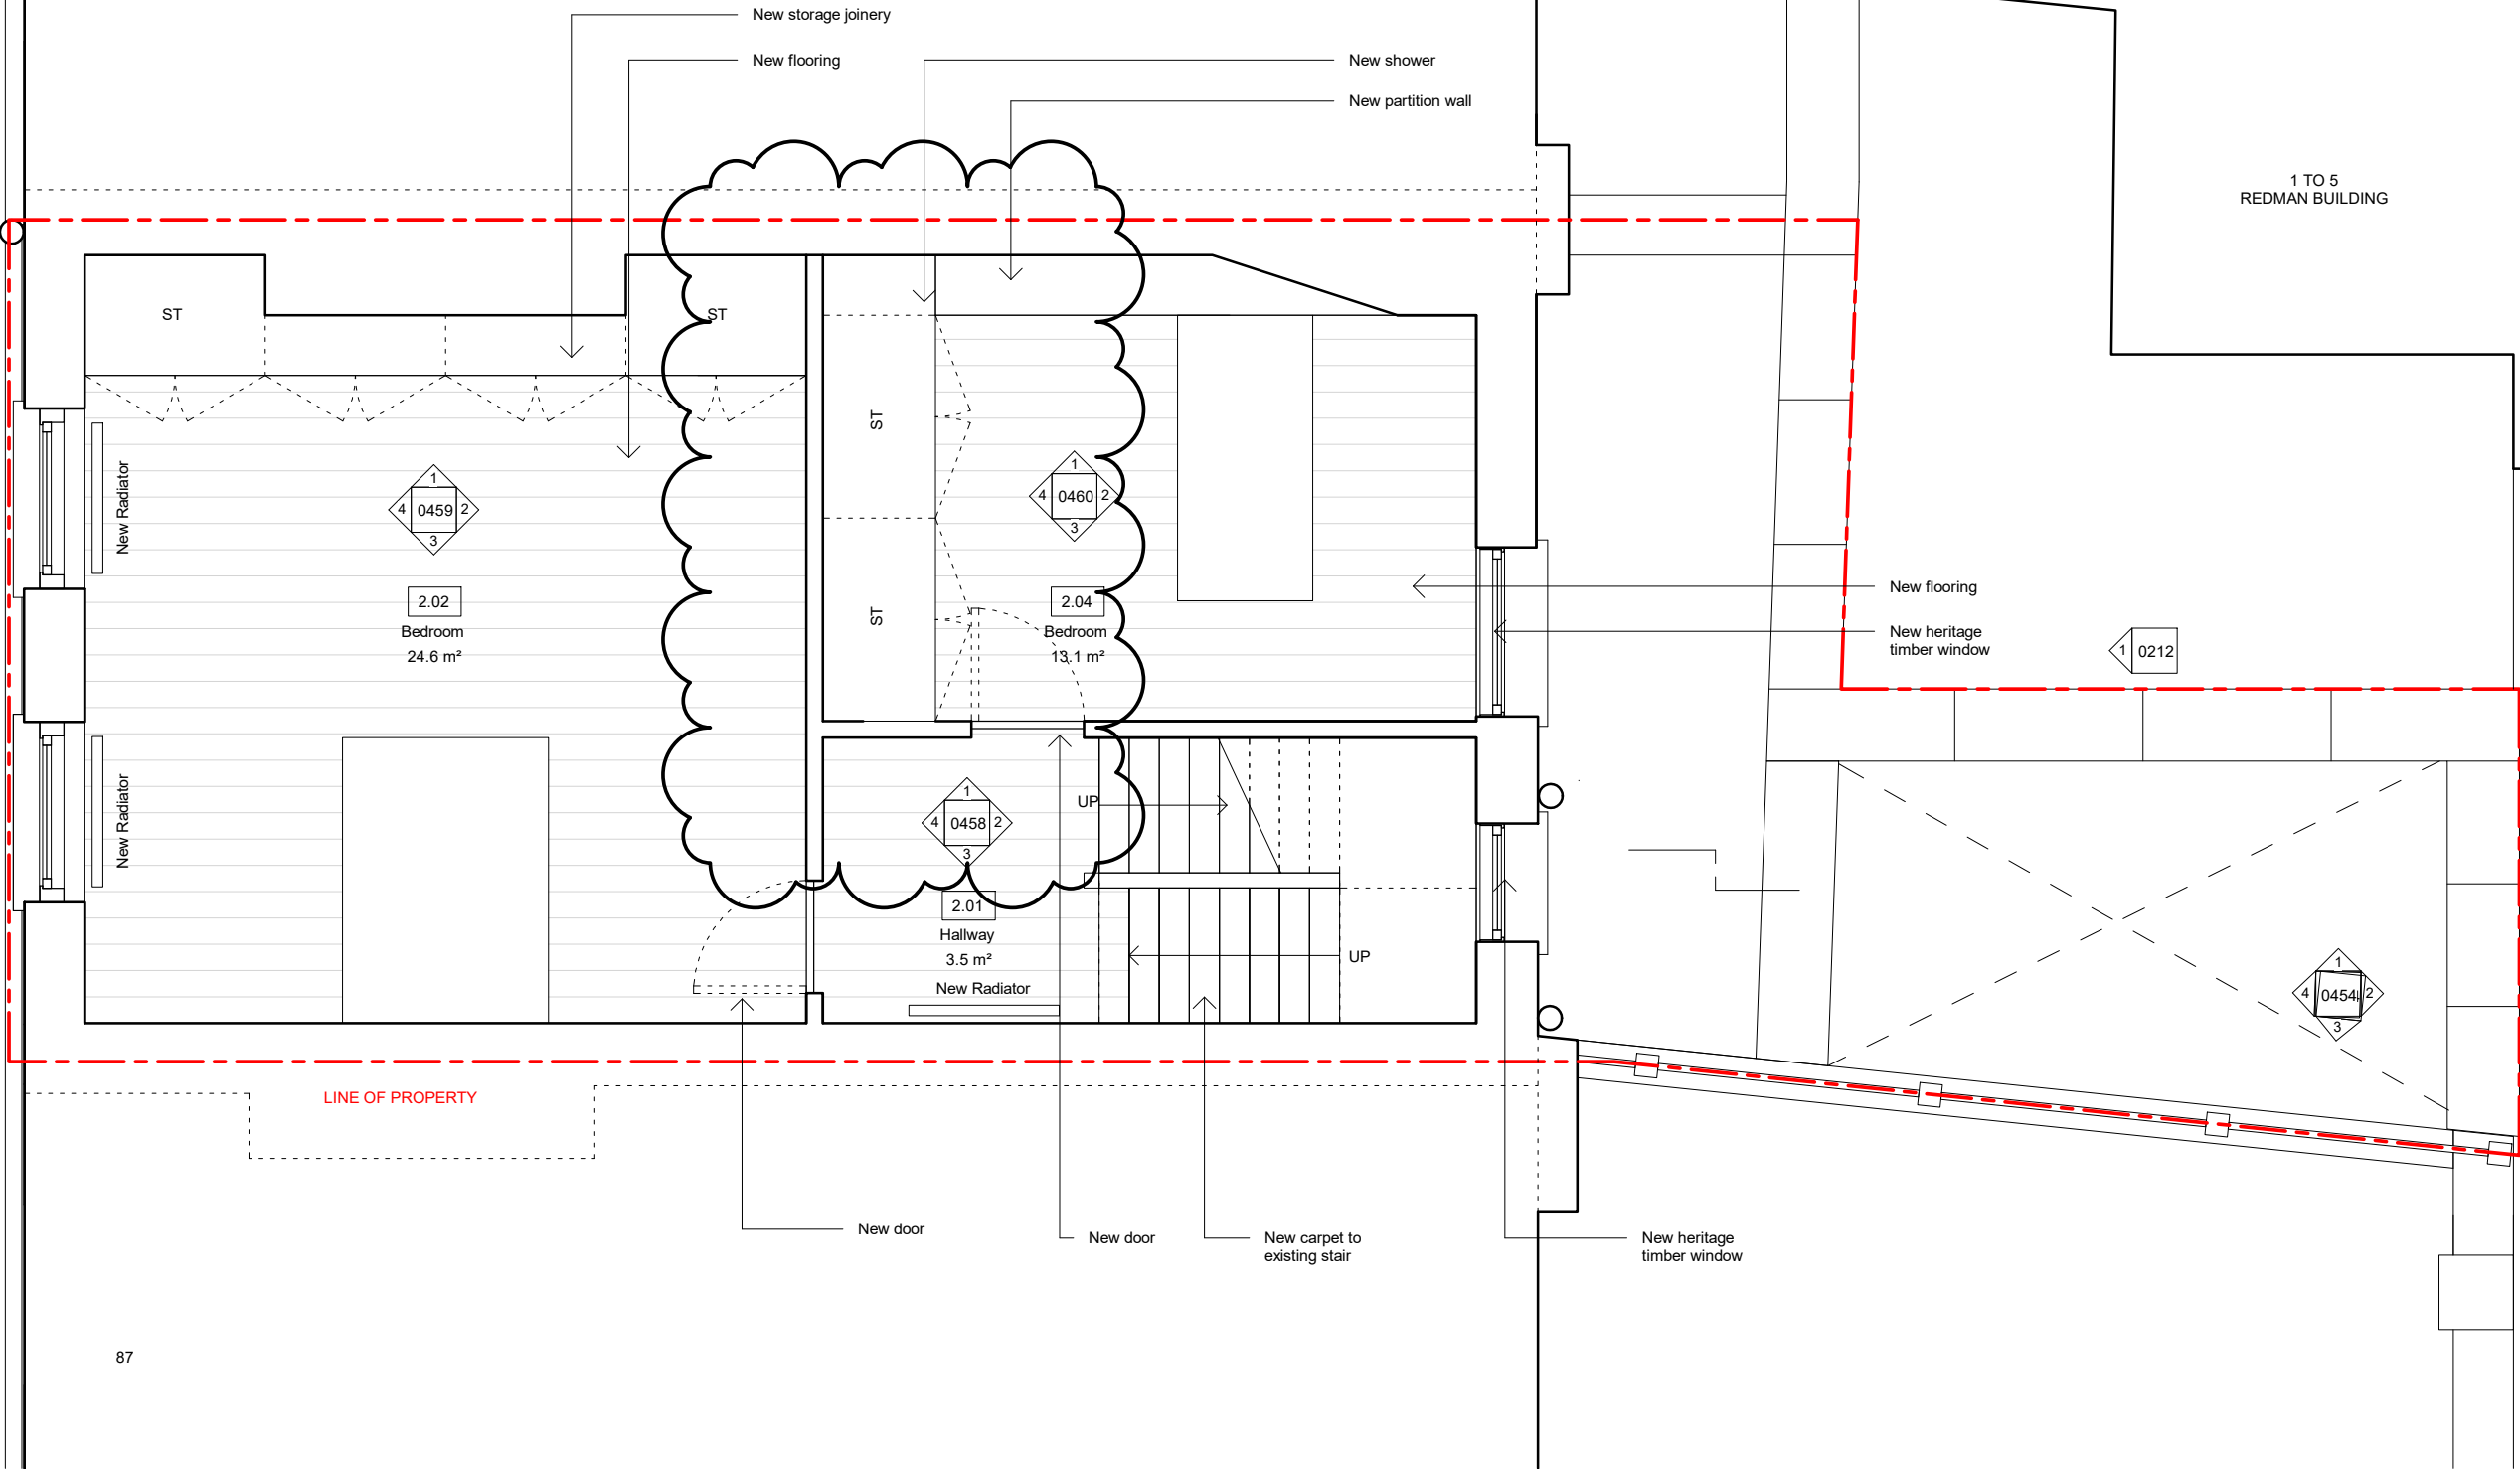 New storage joinery
New flooring
New shower
New partition wall
1 TO 5
REDMAN BUILDING
ST
ST
ST
ST
New Radiator
1
4 0459 2
3
1
4 0460 2
3
2.02
Bedroom
24.6 m²
2.04
Bedroom
13.1 m²
New flooring
New heritage
timber window
1 0212
New Radiator
1
4 0458 2
3
UP
2.01
Hallway
3.5 m²
New Radiator
UP
1
4 0454 2
3
LINE OF PROPERTY
New door
New door
New carpet to
existing stair
New heritage
timber window
87